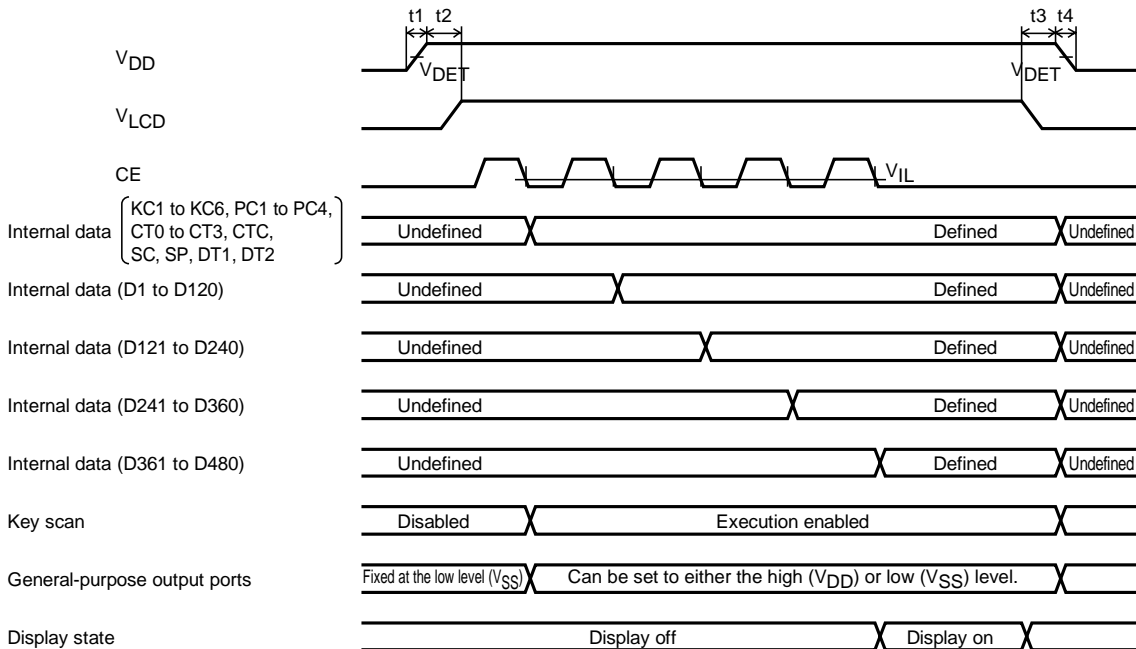 t1 t2 t3 t4
VDD
VDET VDET
VLCD
CE
VIL
Internal data KC1 to KC6, PC1 to PC4,
CT0 to CT3, CTC,
SC, SP, DT1, DT2
Undefined Defined Undefined
Internal data (D1 to D120) Undefined Defined Undefined
Internal data (D121 to D240) Undefined Defined Undefined
Internal data (D241 to D360) Undefined Defined Undefined
Internal data (D361 to D480) Undefined Defined Undefined
Key scan Disabled Execution enabled
General-purpose output ports Fixed at the low level (VSS) Can be set to either the high (VDD) or low (VSS) level.
Display state Display off Display on